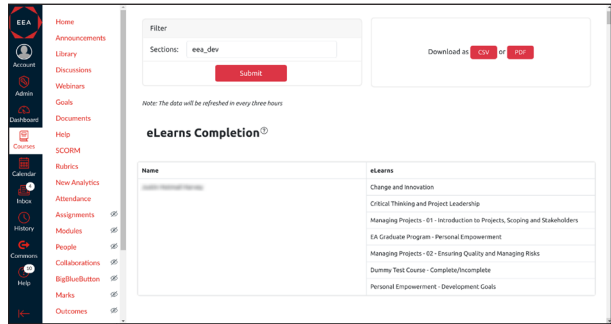 EEA
Account
Admin
Dashboard
Courses
Calendar
4
Inbox
History
Commons
10
Help
Home
Announcements
Library
Discussions
Webinars
Goals
Documents
Help
SCORM
Rubrics
New Analytics
Attendance
Assignments
Modules
People
Collaborations
BigBlueButton
Marks
Outcomes
Filter
Sections: eea_dev
Submit
Download as CSV or PDF
Note: The data will be refreshed in every three hours
eLearns Completion
Name eLearns
Change and Innovation
Critical Thinking and Project Leadership
Managing Projects - 01 - Introduction to Projects, Scoping and Stakeholders
EA Graduate Program - Personal Empowerment
Managing Projects - 02 - Ensuring Quality and Managing Risks
Dummy Test Course - Complete/Incomplete
Personal Empowerment - Development Goals